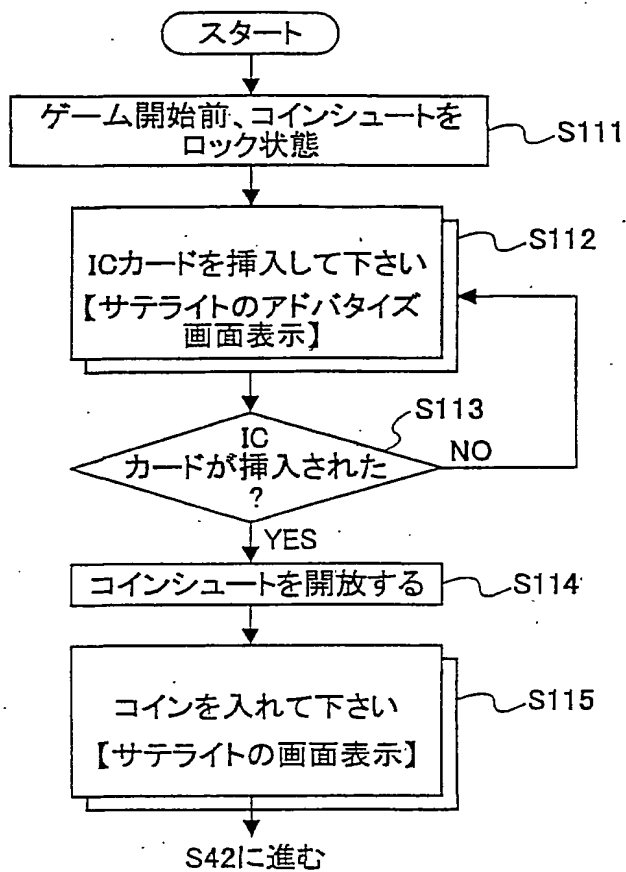 スタート
ゲーム開始前、コインシュートを
ロック状態
S111
ICカードを挿入して下さい
【サテライトのアドバタイズ
画面表示】
S112
IC
カードが挿入された
?
S113
NO
YES
コインシュートを開放する
S114
コインを入れて下さい
【サテライトの画面表示】
S115
S42に進む